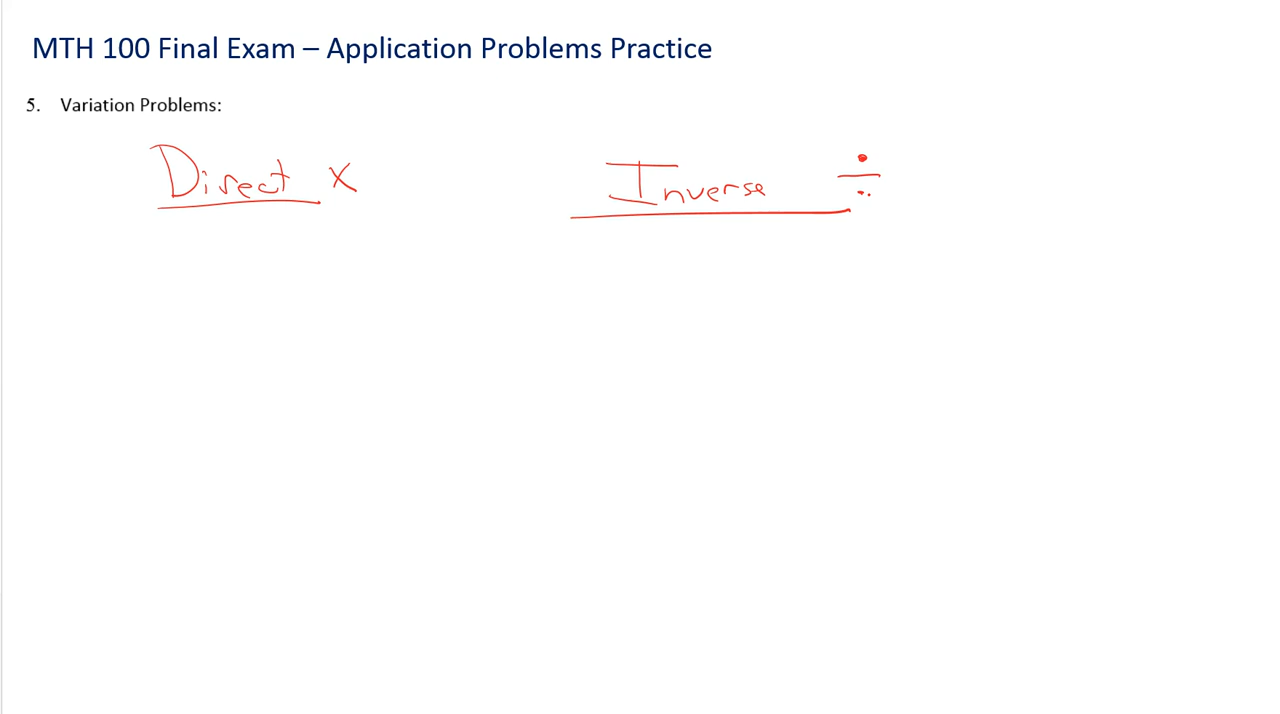 MTH 100 Final Exam – Application Problems Practice
5. Variation Problems:
Direct x Inverse ÷